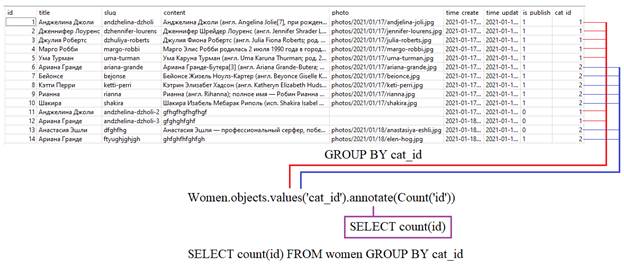 id title slug content photo time create time updat is publish cat id
1 Анджелина Джоли andzhelina-dzholi Анджелина Джоли (англ. Angelina Jolie[7], при рожден... photos/2021/01/17/andjelina-joli.jpg 2021-01-17... 2021-01-1... 1 1
2 Дженнифер Лоуренс dzhennifer-lourens Дженнифер Шрейдер Лоуренс (англ. Jennifer Shrader L... photos/2021/01/17/jennifer-lourens.jpg 2021-01-17... 2021-01-1... 1 1
3 Джулия Робертс dzhuliya-roberts Джулия Фиона Робертс (англ. Julia Fiona Roberts; род. ... photos/2021/01/17/julia-roberts.jpg 2021-01-17... 2021-01-1... 1 1
4 Марго Робби margo-robbi Марго Элис Робби родилась 2 июля 1990 года в город... photos/2021/01/17/margo-robbi.jpg 2021-01-17... 2021-01-1... 1 1
5 Ума Турман uma-turman Ума Каруна Турман (англ. Uma Karuna Thurman; род. 2... photos/2021/01/17/uma-turman.jpg 2021-01-17... 2021-01-1... 1 1
6 Ариана Гранде ariana-grande Ариана Гранде-Бутера[3] (англ. Ariana Grande-Butera; ... photos/2021/01/17/ariana-grande.jpg 2021-01-17... 2021-01-1... 1 2
7 Бейонсе bejonse Бейонсе Жизель Ноулз-Картер (англ. Beyonce Giselle K... photos/2021/01/17/beionce.jpg 2021-01-17... 2021-01-1... 1 2
8 Кэтти Перри ketti-perri Кэтрин Элизабет Хадсон (англ. Katheryn Elizabeth Huds... photos/2021/01/17/keti-perri.jpg 2021-01-17... 2021-01-1... 1 2
9 Рианна rianna Рианна (англ. Rihanna); полное имя — Робин Рианна ... photos/2021/01/17/rianna.jpg 2021-01-17... 2021-01-1... 1 2
10 Шакира shakira Шакира Изабель Мебарак Риполь (исп. Shakira Isabel ... photos/2021/01/17/shakira.jpg 2021-01-17... 2021-01-1... 1 2
11 Анджелина Джоли 2 andzhelina-dzholi-2 gfhgfhgfhgfhgf 2021-01-18... 2021-01-1... 0 1
12 Ариана Гранде andzhelina-dzholi-3 gfghghfghf 2021-01-18... 2021-01-1... 0 1
13 Анастасия Эшли dfghfhg Анастасия Эшли — профессиональный серфер, побе... photos/2021/01/18/anastasiya-eshli.jpg 2021-01-18... 2021-01-1... 0
14 Ариана Гранде ftyughjghjgh ghfghhfhfghfgh photos/2021/01/18/elen-hog.jpg 2021-01-18... 2021-01-1... 1 2
GROUP BY cat_id
Women.objects.values('cat_id').annotate(Count('id'))
SELECT count(id)
SELECT count(id) FROM women GROUP BY cat_id